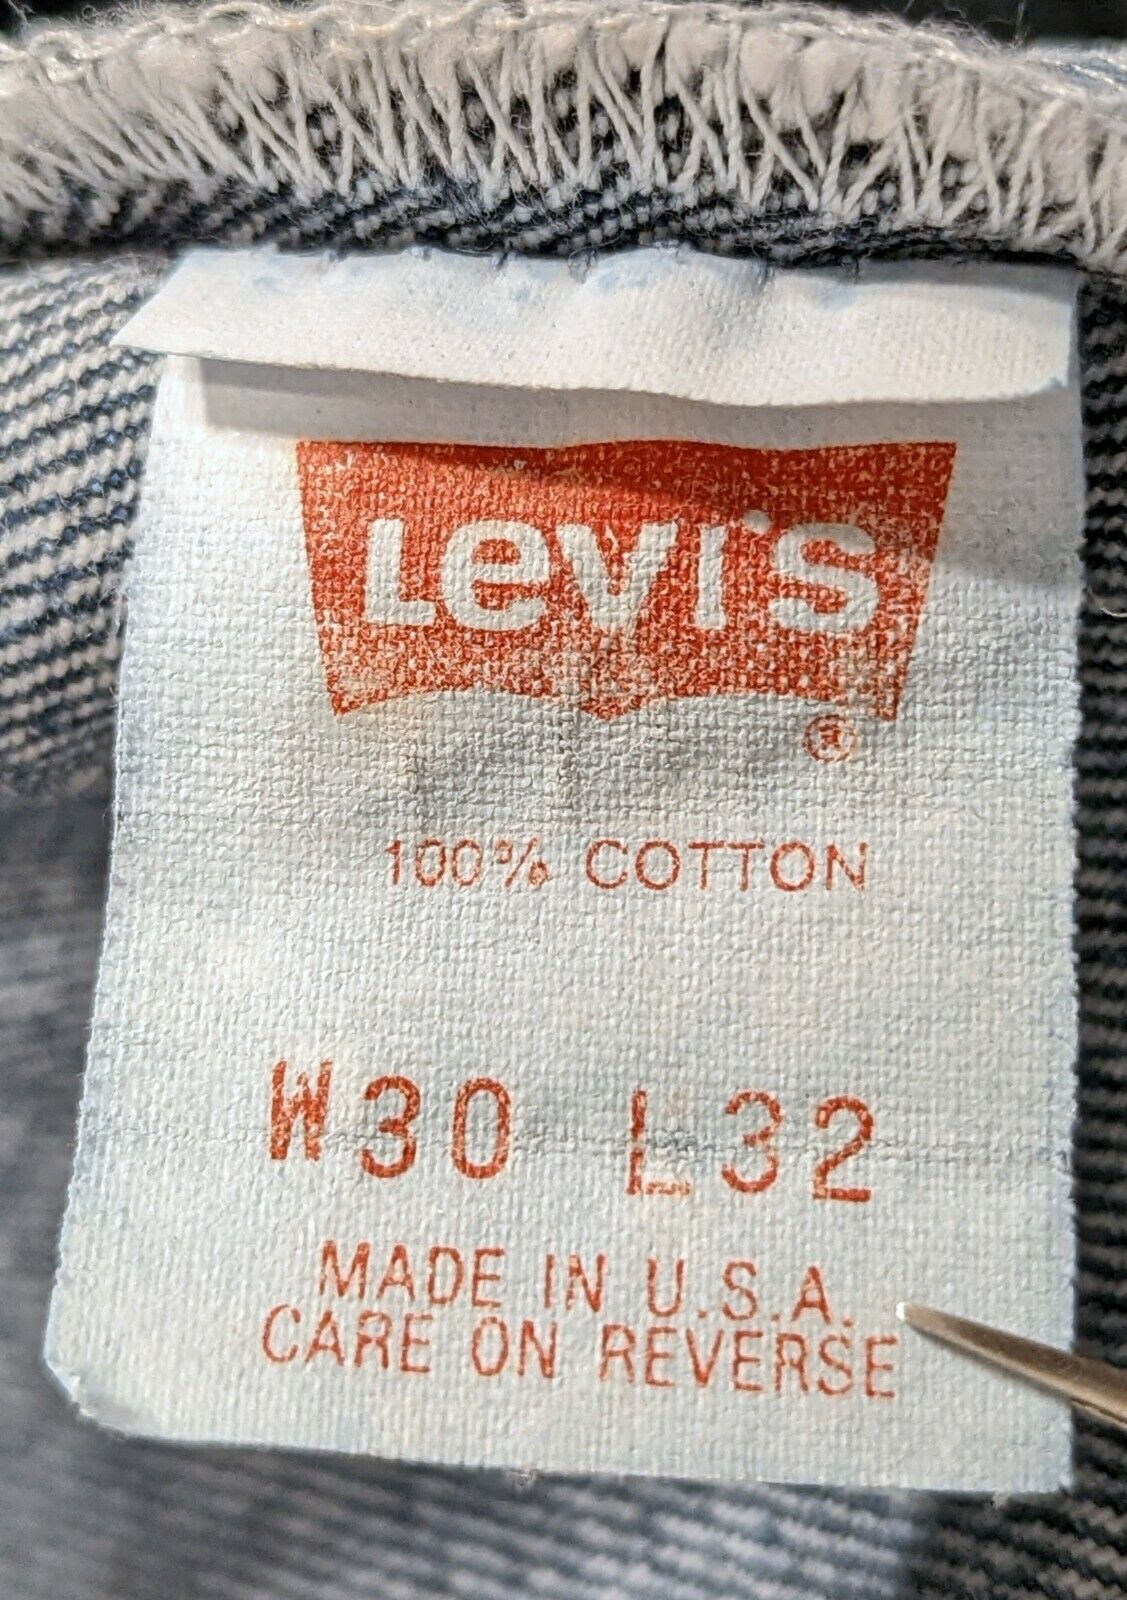 Levi's
®
100% COTTON
W30 L32
MADE IN U.S.A.
CARE ON REVERSE